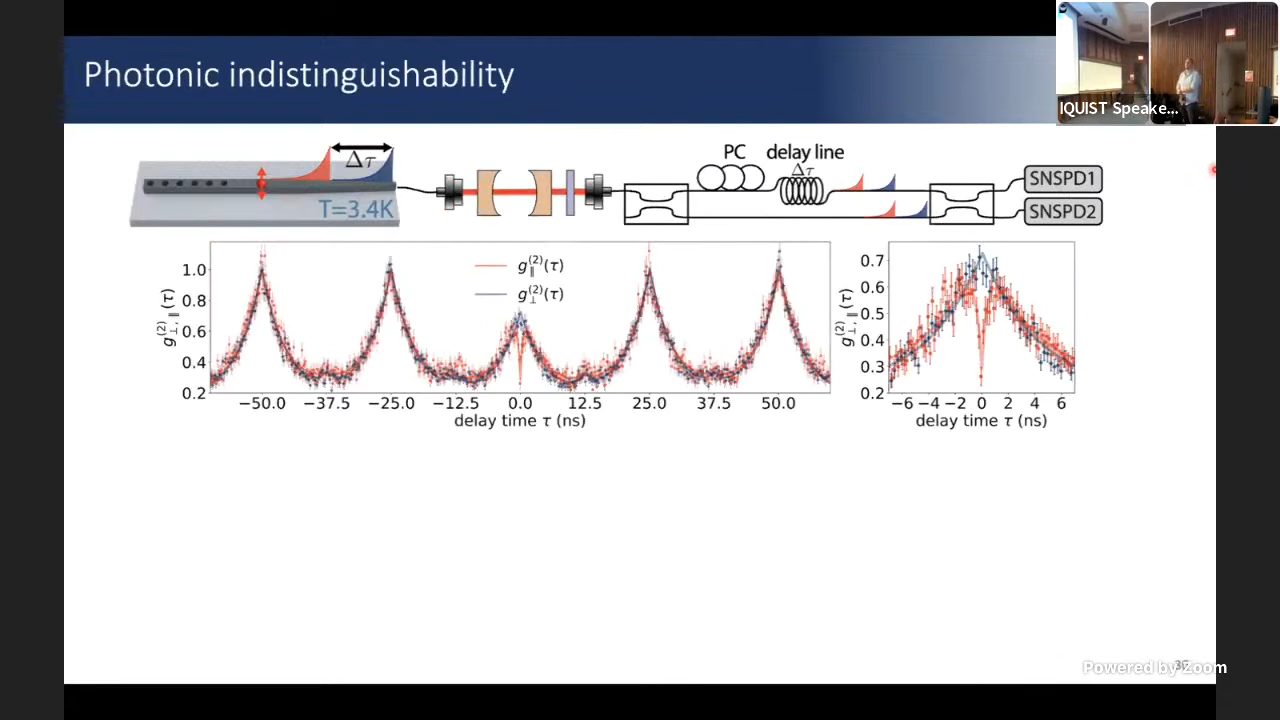 Photonic indistinguishability
IQUIST Speake...
Δτ
T=3.4K
PC
delay line
Δτ
SNSPD1
SNSPD2
g∥^(2)(τ)
g⊥^(2)(τ)
g⊥,∥^(2)(τ)
1.0
0.8
0.6
0.4
0.2
−50.0 −37.5 −25.0 −12.5 0.0 12.5 25.0 37.5 50.0
delay time τ (ns)
g⊥,∥^(2)(τ)
0.7
0.6
0.5
0.4
0.3
0.2
−6 −4 −2 0 2 4 6
delay time τ (ns)
Powered by Zoom